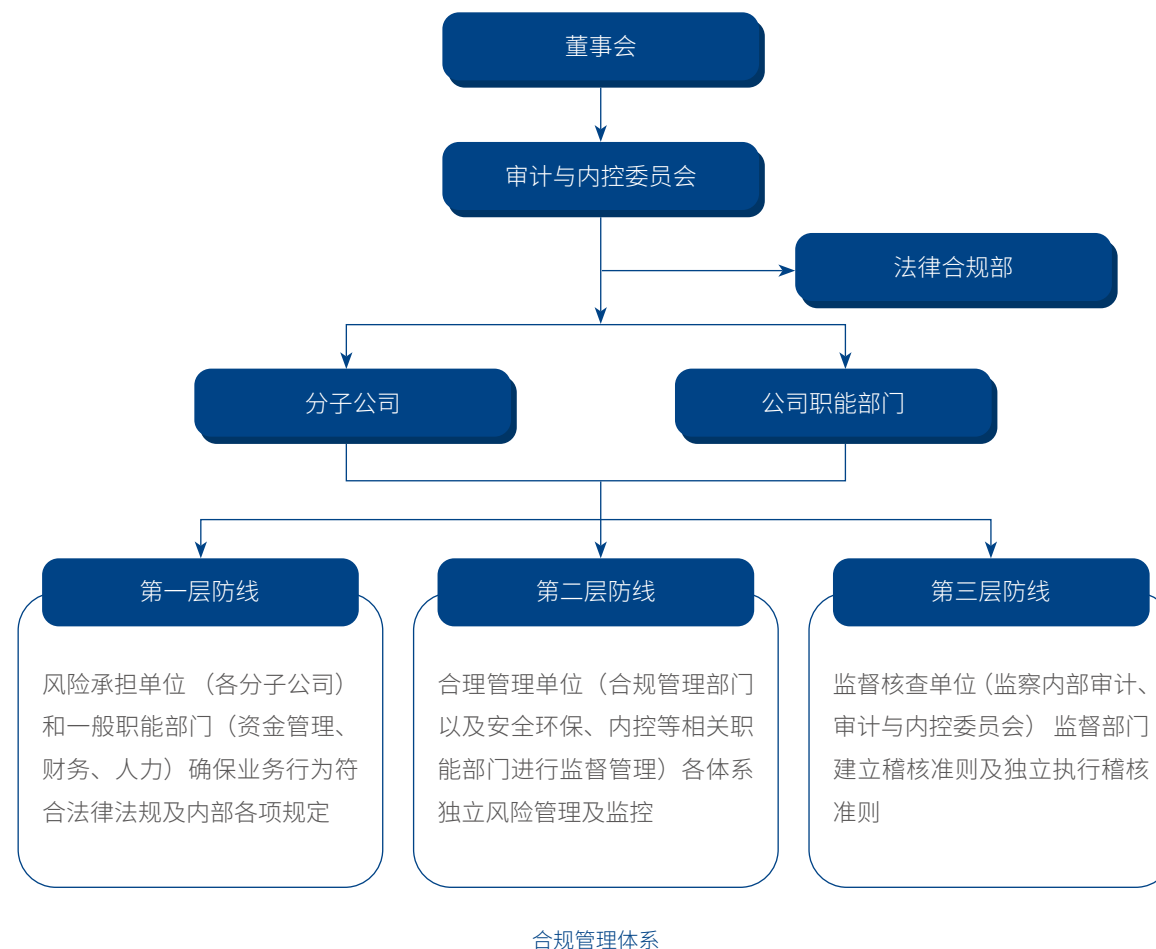 董事会
审计与内控委员会
法律合规部
分子公司
公司职能部门
第一层防线
风险承担单位 （各分子公司）
和一般职能部门（资金管理、
财务、人力）确保业务行为符
合法律法规及内部各项规定
第二层防线
合理管理单位（合规管理部门
以及安全环保、内控等相关职
能部门进行监督管理）各体系
独立风险管理及监控
第三层防线
监督核查单位（监察内部审计、
审计与内控委员会） 监督部门
建立稽核准则及独立执行稽核
准则
合规管理体系